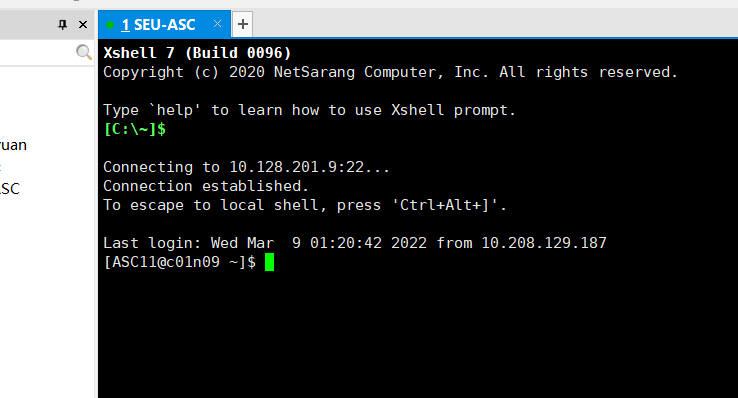 1 SEU-ASC
Xshell 7 (Build 0096)
Copyright (c) 2020 NetSarang Computer, Inc. All rights reserved.
Type `help' to learn how to use Xshell prompt.
[C:\~]$
Connecting to 10.128.201.9:22...
Connection established.
To escape to local shell, press 'Ctrl+Alt+]'.
Last login: Wed Mar  9 01:20:42 2022 from 10.208.129.187
[ASC11@c01n09 ~]$
uan
SC